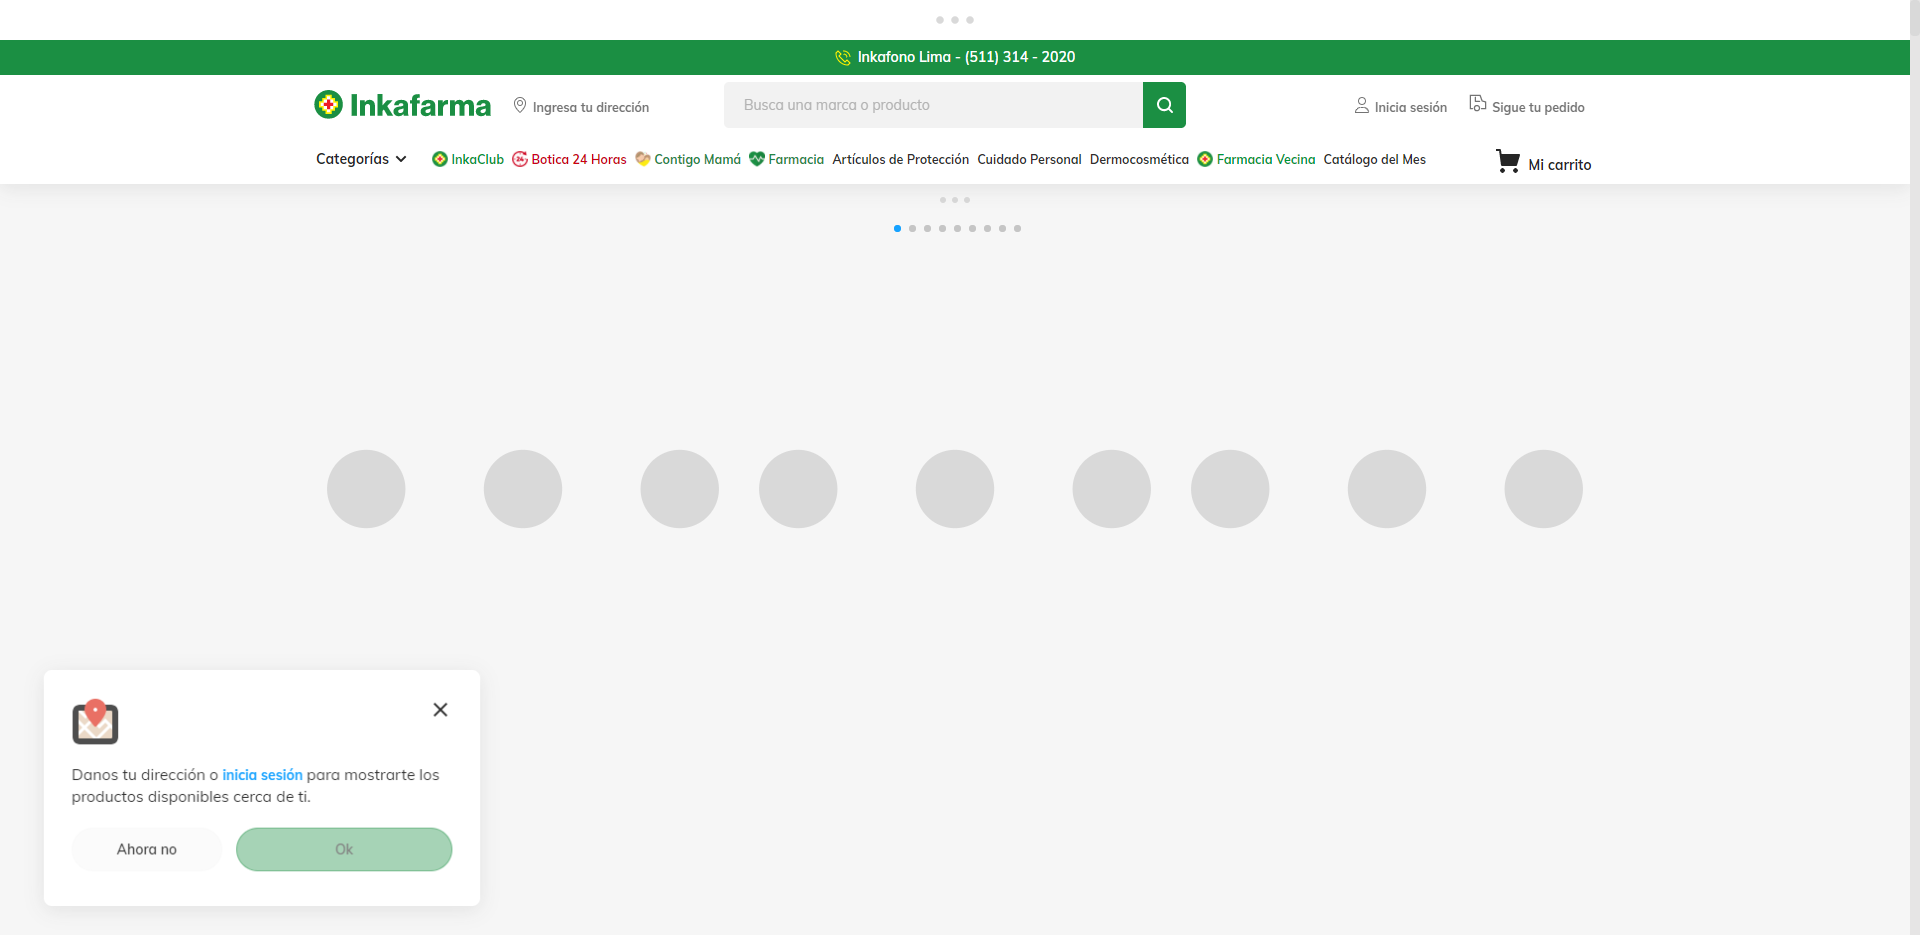 Inkafono Lima - (511) 314 - 2020
Inkafarma
Ingresa tu dirección
Busca una marca o producto
Inicia sesión
Sigue tu pedido
Categorías
InkaClub
Botica 24 Horas
Contigo Mamá
Farmacia
Artículos de Protección
Cuidado Personal
Dermocosmética
Farmacia Vecina
Catálogo del Mes
Mi carrito
Danos tu dirección o inicia sesión para mostrarte los
productos disponibles cerca de ti.
Ahora no
Ok